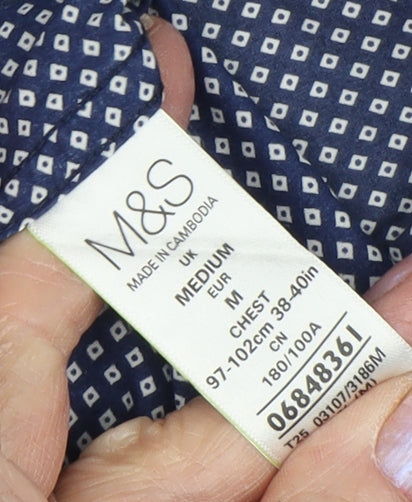 M&S
MADE IN CAMBODIA
UK
MEDIUM
EUR
M
CHEST
97-102cm 38-40in
CN
180/100A
06848361
T25 03107/3186M